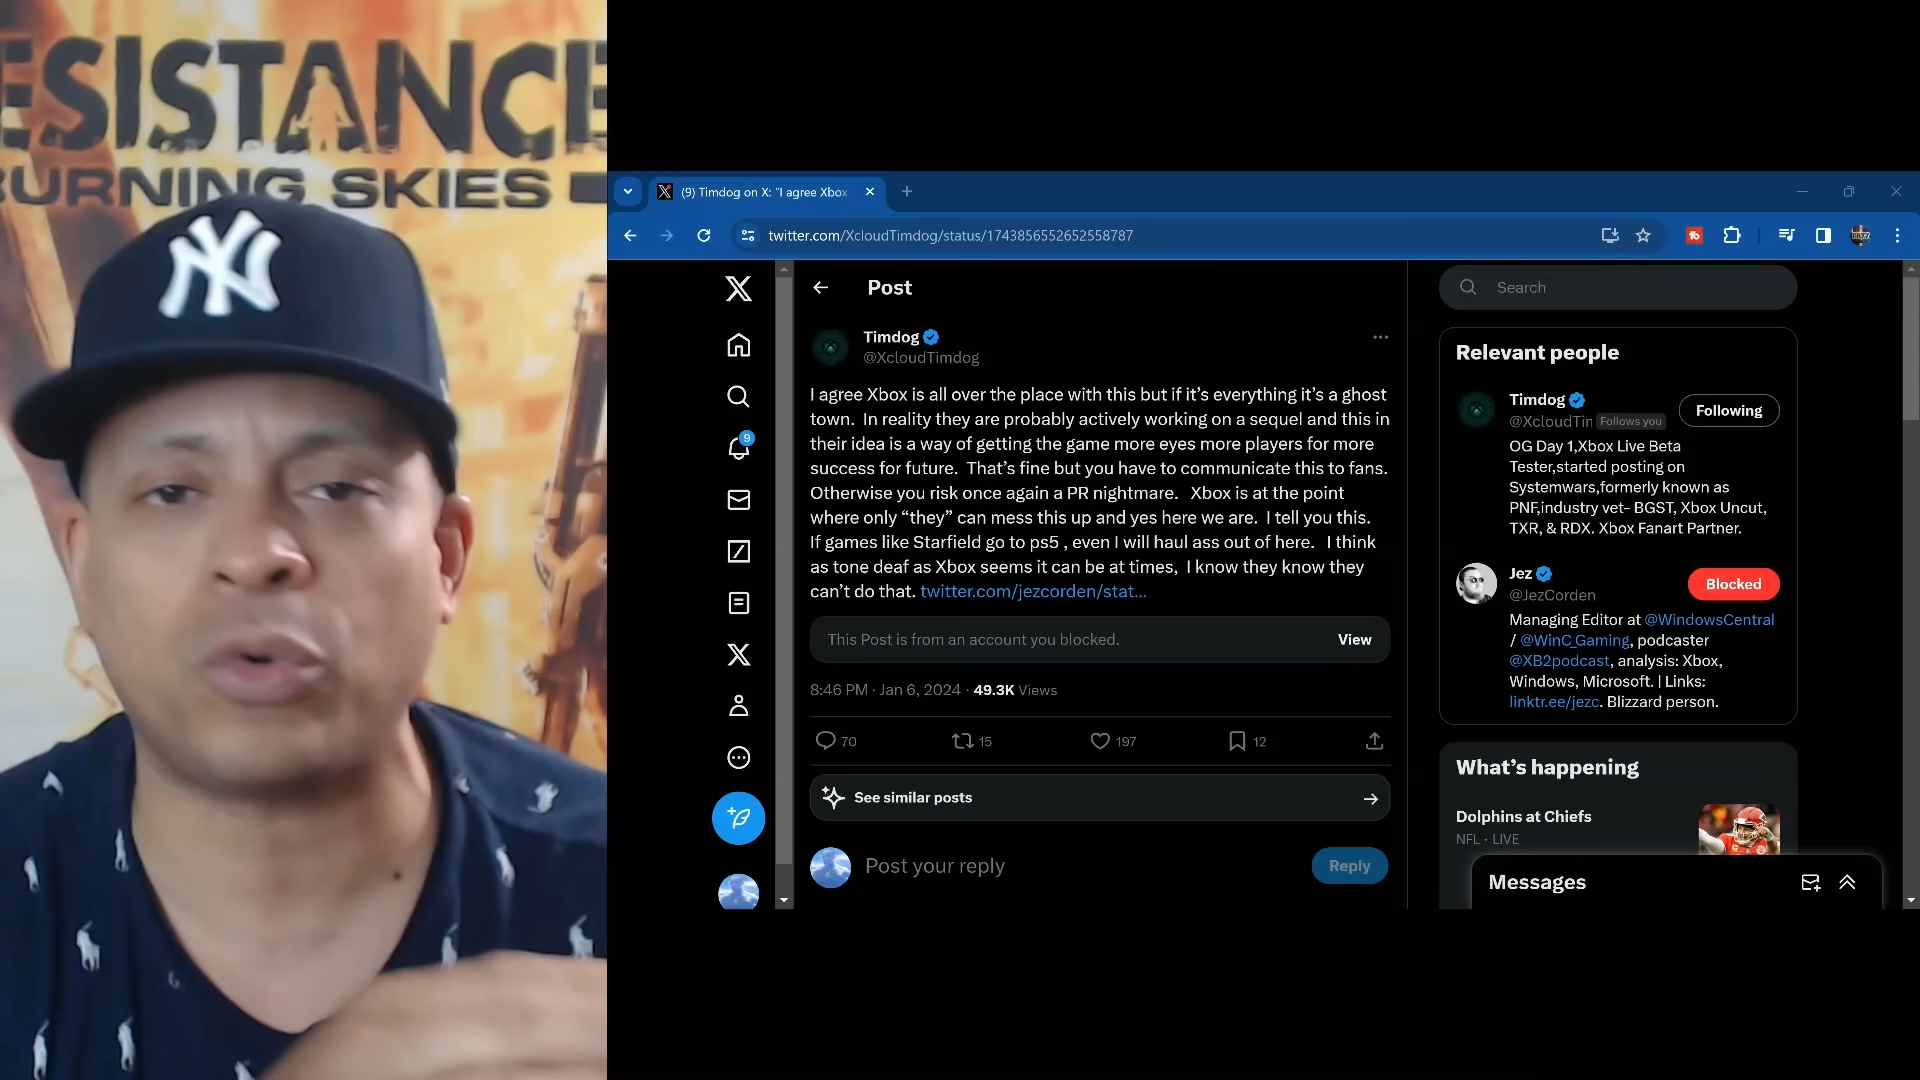 ESISTANCE
BURNING SKIES
NY
(9) Timdog on X: "I agree Xbox
twitter.com/XcloudTimdog/status/1743856552652558787
Post
Search
Timdog
@XcloudTimdog
I agree Xbox is all over the place with this but if it's everything it's a ghost
town. In reality they are probably actively working on a sequel and this in
their idea is a way of getting the game more eyes more players for more
success for future. That's fine but you have to communicate this to fans.
Otherwise you risk once again a PR nightmare. Xbox is at the point
where only “they” can mess this up and yes here we are. I tell you this.
If games like Starfield go to ps5 , even I will haul ass out of here. I think
as tone deaf as Xbox seems it can be at times, I know they know they
can't do that. twitter.com/jezcorden/stat...
This Post is from an account you blocked.
View
8:46 PM · Jan 6, 2024 · 49.3K Views
70
15
197
12
See similar posts
Post your reply
Reply
9
Relevant people
Timdog
@XcloudTim
Follows you
Following
OG Day 1,Xbox Live Beta
Tester,started posting on
Systemwars,formerly known as
PNF,industry vet- BGST, Xbox Uncut,
TXR, & RDX. Xbox Fanart Partner.
Jez
@JezCorden
Blocked
Managing Editor at @WindowsCentral
/ @WinC_Gaming, podcaster
@XB2podcast, analysis: Xbox,
Windows, Microsoft. | Links:
linktr.ee/jezc. Blizzard person.
What's happening
Dolphins at Chiefs
NFL · LIVE
Messages